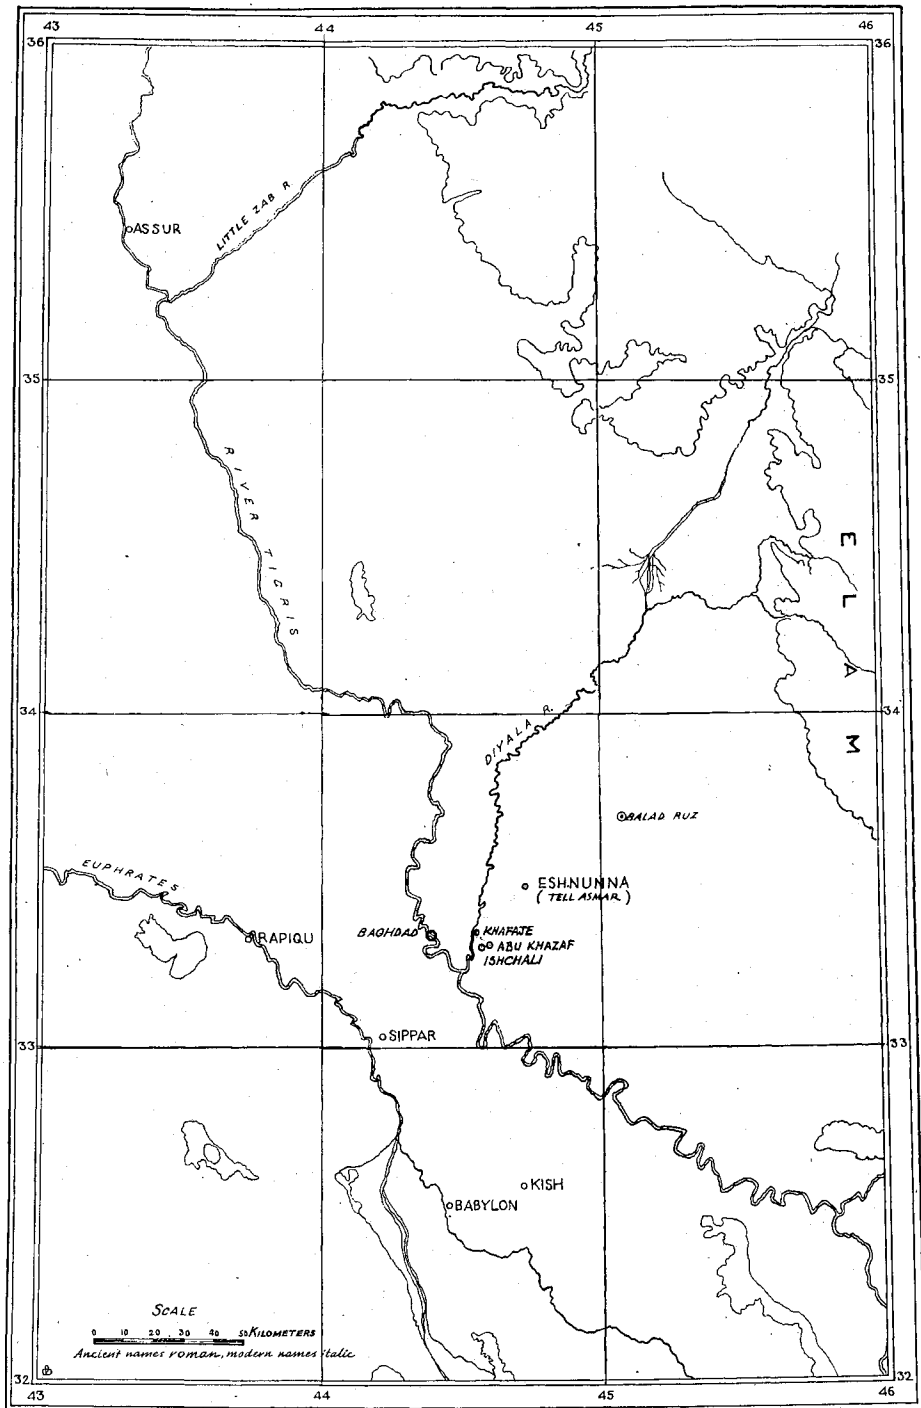 43 44 45 46
36 36
ASSUR
LITTLE ZAB R.
35 35
RIVER TIGRIS
ELAM
34 34
DIYALA R.
BALAD RUZ
EUPHRATES
ESHNUNNA
(TELL ASMAR)
BAGHDAD
KHAFAJE
RAPIQU
ABU KHAZAF
ISHCHALI
33 33
SIPPAR
KISH
BABYLON
SCALE
0 10 20 30 40 50 KILOMETERS
Ancient names roman, modern names italic
32 32
43 44 45 46